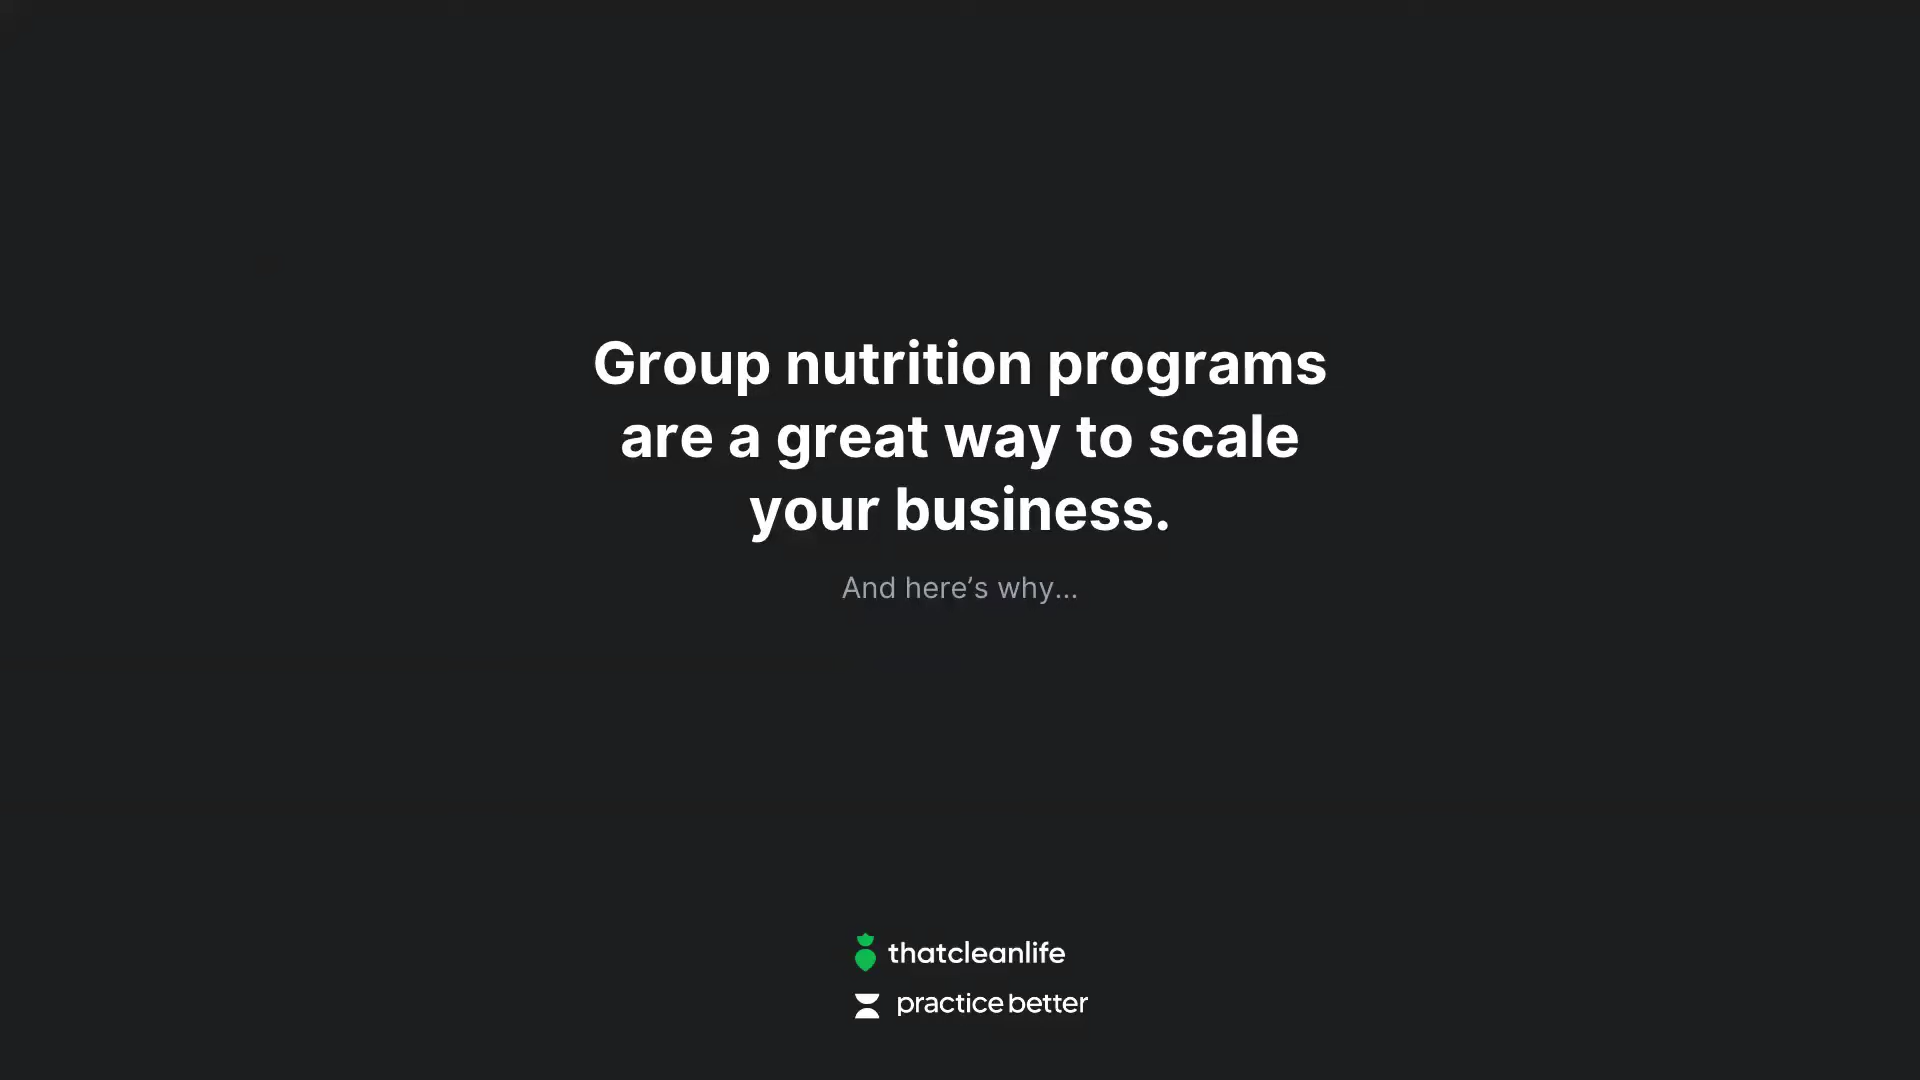 Group nutrition programs
are a great way to scale
your business.
And here’s why...
thatcleanlife
practice better